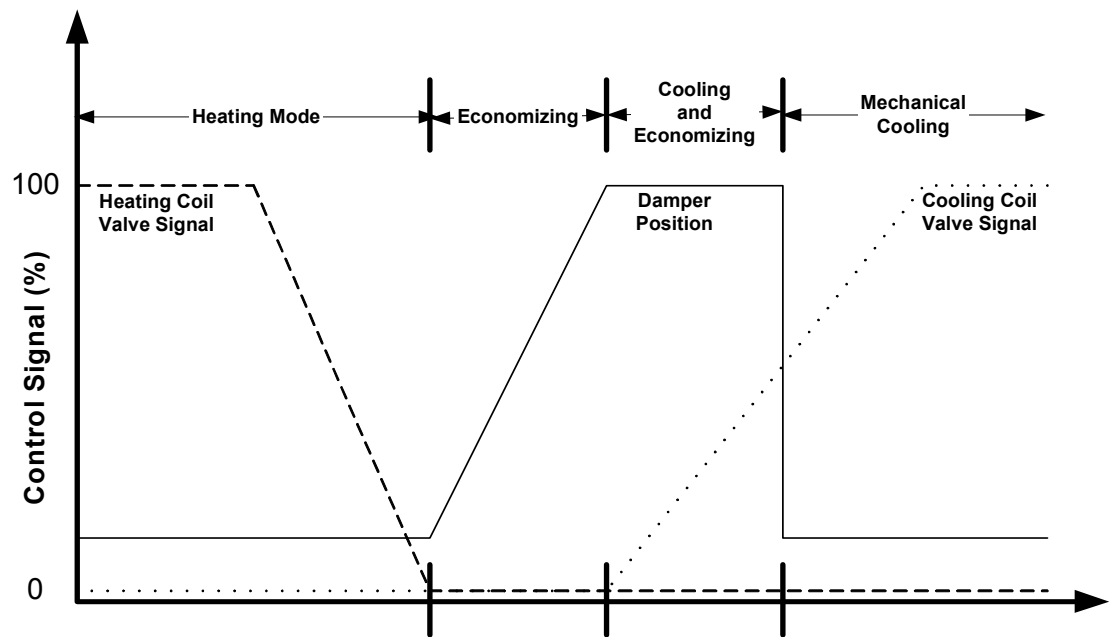 Heating Mode
Economizing
Cooling
and
Economizing
Mechanical
Cooling
100
Heating Coil
Valve Signal
Damper
Position
Cooling Coil
Valve Signal
Control Signal (%)
0